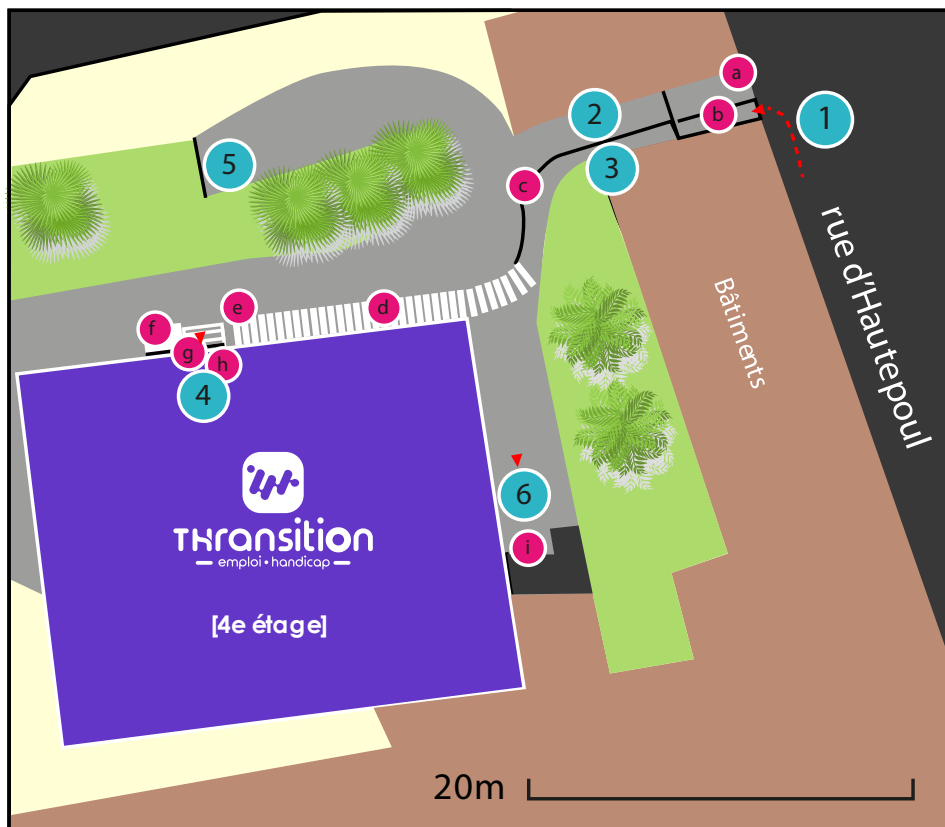 a
b
1
2
3
5
c
rue d'Hautepoul
Bâtiments
d
e
f
g
h
4
6
i
THransition
emploi • handicap
[4e étage]
20m